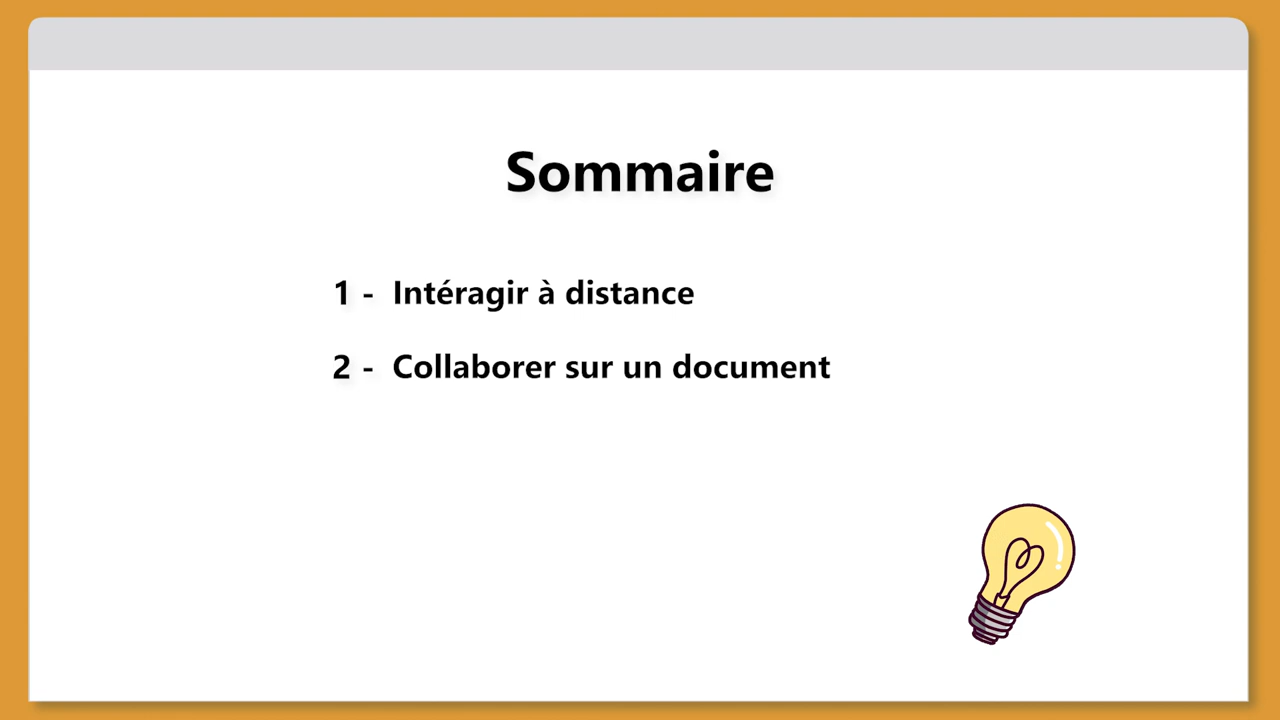 Sommaire
1 - Intéragir à distance
2 - Collaborer sur un document